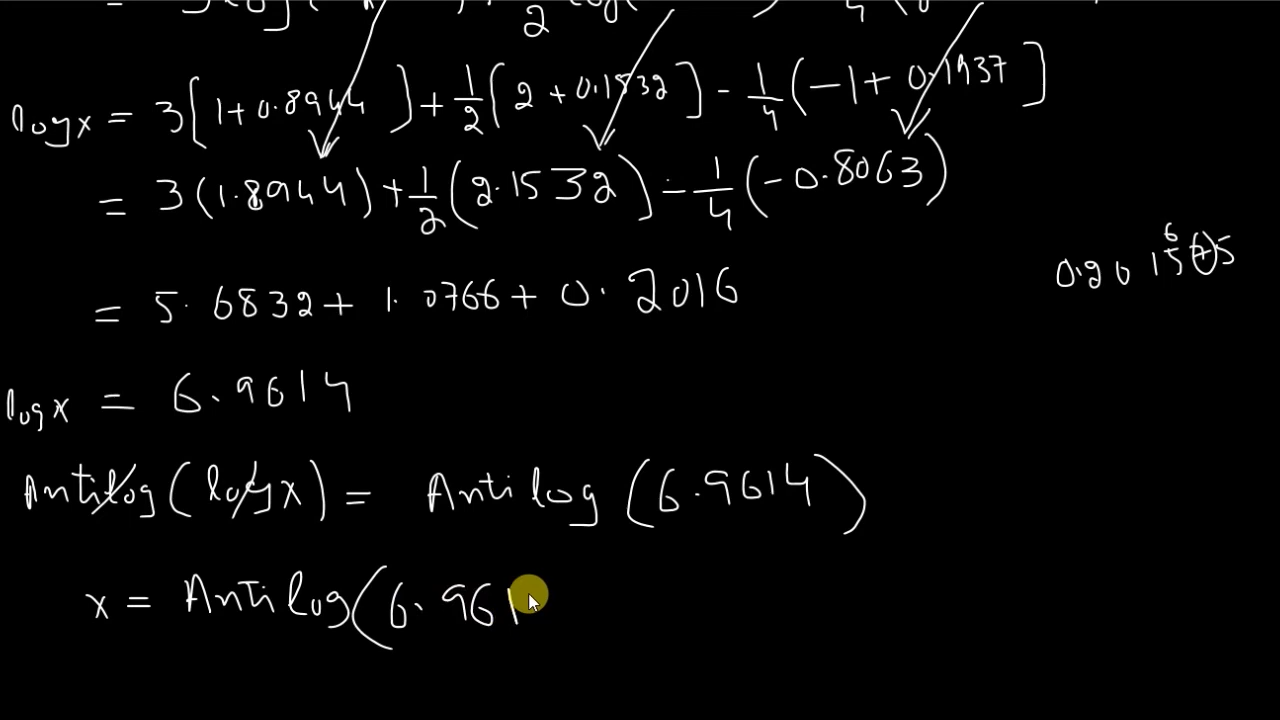 log x = 3[1+0.8944] + 1/2(2+0.1532] - 1/4(-1+0.1937]
= 3(1.8944) + 1/2(2.1532) - 1/4(-0.8063)
0.201575
6
= 5.6832 + 1.0766 + 0.2016
log x = 6.9614
Antilog(log x) = Antilog(6.9614)
x = Antilog(6.961